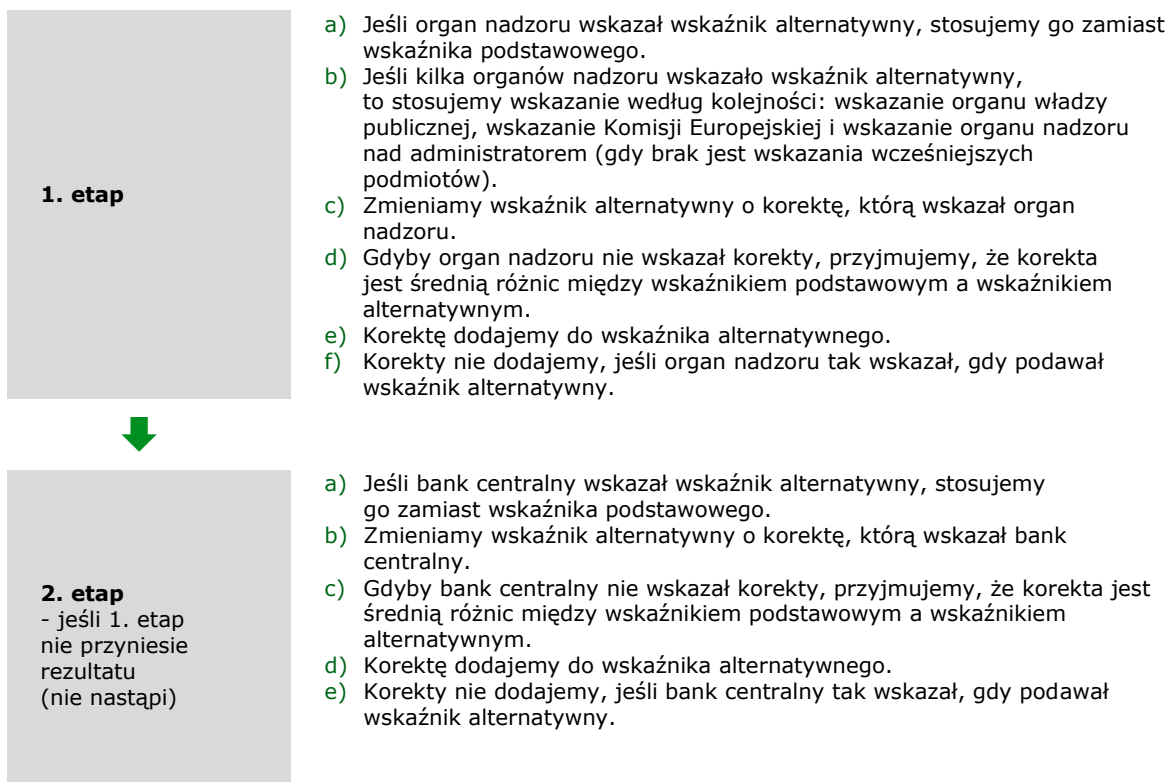 a) Jeśli organ nadzoru wskazał wskaźnik alternatywny, stosujemy go zamiast
wskaźnika podstawowego.
b) Jeśli kilka organów nadzoru wskazało wskaźnik alternatywny,
to stosujemy wskazanie według kolejności: wskazanie organu władzy
publicznej, wskazanie Komisji Europejskiej i wskazanie organu nadzoru
nad administratorem (gdy brak jest wskazania wcześniejszych
podmiotów).
1. etap
c) Zmieniamy wskaźnik alternatywny o korektę, którą wskazał organ
nadzoru.
d) Gdyby organ nadzoru nie wskazał korekty, przyjmujemy, że korekta
jest średnią różnic między wskaźnikiem podstawowym a wskaźnikiem
alternatywnym.
e) Korektę dodajemy do wskaźnika alternatywnego.
f) Korekty nie dodajemy, jeśli organ nadzoru tak wskazał, gdy podawał
wskaźnik alternatywny.
2. etap
- jeśli 1. etap
nie przyniesie
rezultatu
(nie nastąpi)
a) Jeśli bank centralny wskazał wskaźnik alternatywny, stosujemy
go zamiast wskaźnika podstawowego.
b) Zmieniamy wskaźnik alternatywny o korektę, którą wskazał bank
centralny.
c) Gdyby bank centralny nie wskazał korekty, przyjmujemy, że korekta jest
średnią różnic między wskaźnikiem podstawowym a wskaźnikiem
alternatywnym.
d) Korektę dodajemy do wskaźnika alternatywnego.
e) Korekty nie dodajemy, jeśli bank centralny tak wskazał, gdy podawał
wskaźnik alternatywny.